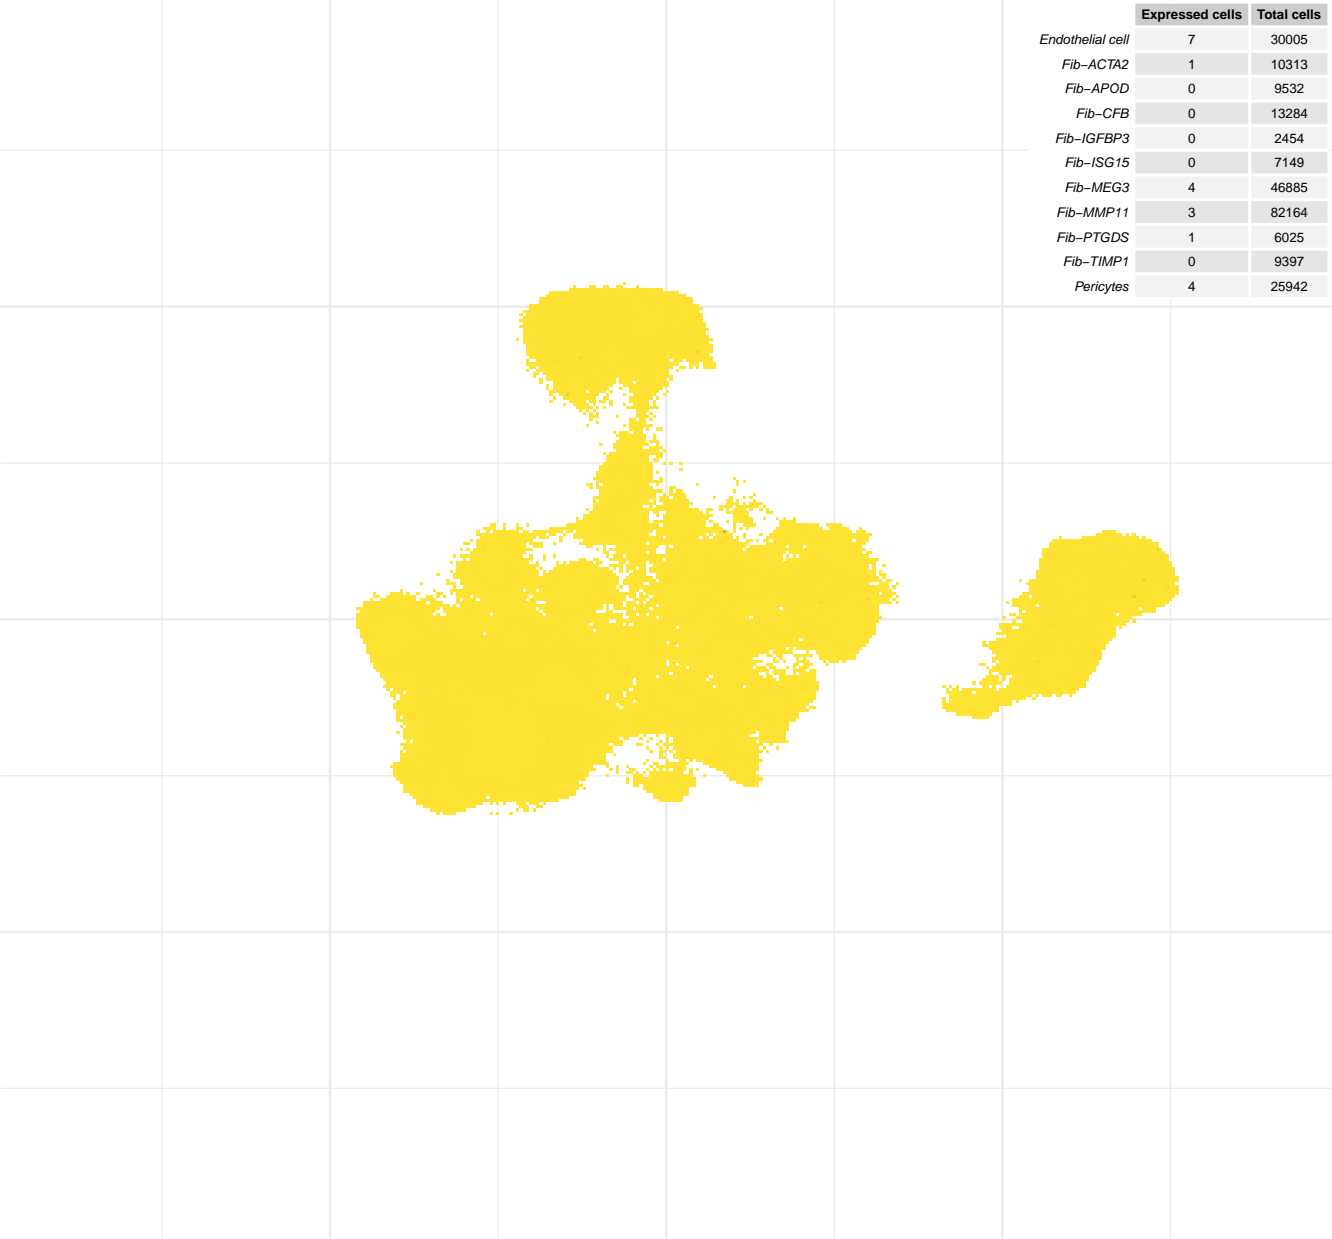 Expressed cells Total cells
Endothelial cell 7 30005
Fib−ACTA2 1 10313
Fib−APOD 0 9532
Fib−CFB 0 13284
Fib−IGFBP3 0 2454
Fib−ISG15 0 7149
Fib−MEG3 4 46885
Fib−MMP11 3 82164
Fib−PTGDS 1 6025
Fib−TIMP1 0 9397
Pericytes 4 25942